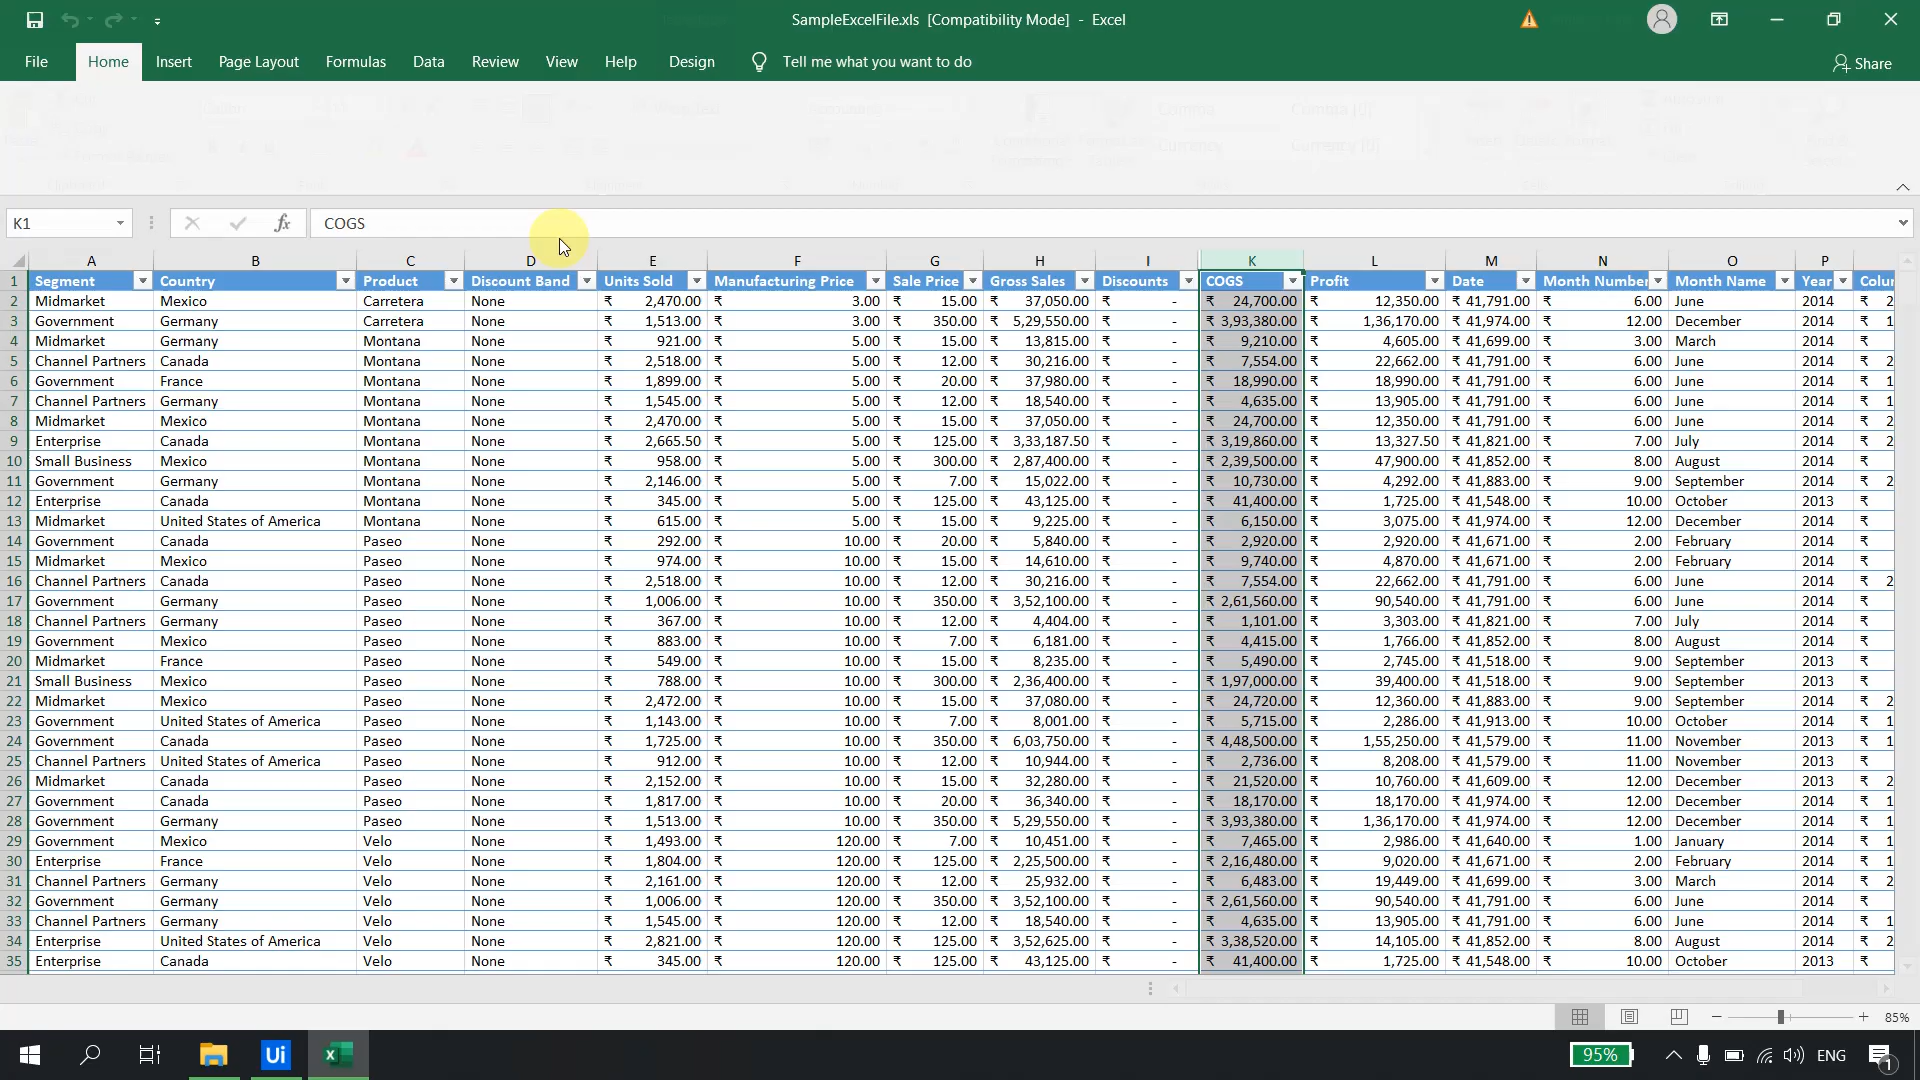 SampleExcelFile.xls [Compatibility Mode] - Excel
File Home Insert Page Layout Formulas Data Review View Help Design Tell me what you want to do Share
Comma Comma [0]
Currency Currency [0]
K1 fx COGS
A B C D E F G H I K L M N O P
1 Segment Country Product Discount Band Units Sold Manufacturing Price Sale Price Gross Sales Discounts COGS Profit Date Month Number Month Name Year Colu
2 Midmarket Mexico Carretera None ₹ 2,470.00 ₹ 3.00 ₹ 15.00 ₹ 37,050.00 ₹ - ₹ 24,700.00 ₹ 12,350.00 ₹ 41,791.00 ₹ 6.00 June 2014 ₹ 2
3 Government Germany Carretera None ₹ 1,513.00 ₹ 3.00 ₹ 350.00 ₹ 5,29,550.00 ₹ - ₹ 3,93,380.00 ₹ 1,36,170.00 ₹ 41,974.00 ₹ 12.00 December 2014 ₹ 1
4 Midmarket Germany Montana None ₹ 921.00 ₹ 5.00 ₹ 15.00 ₹ 13,815.00 ₹ - ₹ 9,210.00 ₹ 4,605.00 ₹ 41,699.00 ₹ 3.00 March 2014 ₹
5 Channel Partners Canada Montana None ₹ 2,518.00 ₹ 5.00 ₹ 12.00 ₹ 30,216.00 ₹ - ₹ 7,554.00 ₹ 22,662.00 ₹ 41,791.00 ₹ 6.00 June 2014 ₹ 2
6 Government France Montana None ₹ 1,899.00 ₹ 5.00 ₹ 20.00 ₹ 37,980.00 ₹ - ₹ 18,990.00 ₹ 18,990.00 ₹ 41,791.00 ₹ 6.00 June 2014 ₹ 1
7 Channel Partners Germany Montana None ₹ 1,545.00 ₹ 5.00 ₹ 12.00 ₹ 18,540.00 ₹ - ₹ 4,635.00 ₹ 13,905.00 ₹ 41,791.00 ₹ 6.00 June 2014 ₹ 1
8 Midmarket Mexico Montana None ₹ 2,470.00 ₹ 5.00 ₹ 15.00 ₹ 37,050.00 ₹ - ₹ 24,700.00 ₹ 12,350.00 ₹ 41,791.00 ₹ 6.00 June 2014 ₹ 2
9 Enterprise Canada Montana None ₹ 2,665.50 ₹ 5.00 ₹ 125.00 ₹ 3,33,187.50 ₹ - ₹ 3,19,860.00 ₹ 13,327.50 ₹ 41,821.00 ₹ 7.00 July 2014 ₹ 2
10 Small Business Mexico Montana None ₹ 958.00 ₹ 5.00 ₹ 300.00 ₹ 2,87,400.00 ₹ - ₹ 2,39,500.00 ₹ 47,900.00 ₹ 41,852.00 ₹ 8.00 August 2014 ₹
11 Government Germany Montana None ₹ 2,146.00 ₹ 5.00 ₹ 7.00 ₹ 15,022.00 ₹ - ₹ 10,730.00 ₹ 4,292.00 ₹ 41,883.00 ₹ 9.00 September 2014 ₹ 2
12 Enterprise Canada Montana None ₹ 345.00 ₹ 5.00 ₹ 125.00 ₹ 43,125.00 ₹ - ₹ 41,400.00 ₹ 1,725.00 ₹ 41,548.00 ₹ 10.00 October 2013 ₹
13 Midmarket United States of America Montana None ₹ 615.00 ₹ 5.00 ₹ 15.00 ₹ 9,225.00 ₹ - ₹ 6,150.00 ₹ 3,075.00 ₹ 41,974.00 ₹ 12.00 December 2014 ₹
14 Government Canada Paseo None ₹ 292.00 ₹ 10.00 ₹ 20.00 ₹ 5,840.00 ₹ - ₹ 2,920.00 ₹ 2,920.00 ₹ 41,671.00 ₹ 2.00 February 2014 ₹
15 Midmarket Mexico Paseo None ₹ 974.00 ₹ 10.00 ₹ 15.00 ₹ 14,610.00 ₹ - ₹ 9,740.00 ₹ 4,870.00 ₹ 41,671.00 ₹ 2.00 February 2014 ₹
16 Channel Partners Canada Paseo None ₹ 2,518.00 ₹ 10.00 ₹ 12.00 ₹ 30,216.00 ₹ - ₹ 7,554.00 ₹ 22,662.00 ₹ 41,791.00 ₹ 6.00 June 2014 ₹ 2
17 Government Germany Paseo None ₹ 1,006.00 ₹ 10.00 ₹ 350.00 ₹ 3,52,100.00 ₹ - ₹ 2,61,560.00 ₹ 90,540.00 ₹ 41,791.00 ₹ 6.00 June 2014 ₹
18 Channel Partners Germany Paseo None ₹ 367.00 ₹ 10.00 ₹ 12.00 ₹ 4,404.00 ₹ - ₹ 1,101.00 ₹ 3,303.00 ₹ 41,821.00 ₹ 7.00 July 2014 ₹
19 Government Mexico Paseo None ₹ 883.00 ₹ 10.00 ₹ 7.00 ₹ 6,181.00 ₹ - ₹ 4,415.00 ₹ 1,766.00 ₹ 41,852.00 ₹ 8.00 August 2014 ₹
20 Midmarket France Paseo None ₹ 549.00 ₹ 10.00 ₹ 15.00 ₹ 8,235.00 ₹ - ₹ 5,490.00 ₹ 2,745.00 ₹ 41,518.00 ₹ 9.00 September 2013 ₹
21 Small Business Mexico Paseo None ₹ 788.00 ₹ 10.00 ₹ 300.00 ₹ 2,36,400.00 ₹ - ₹ 1,97,000.00 ₹ 39,400.00 ₹ 41,518.00 ₹ 9.00 September 2013 ₹
22 Midmarket Mexico Paseo None ₹ 2,472.00 ₹ 10.00 ₹ 15.00 ₹ 37,080.00 ₹ - ₹ 24,720.00 ₹ 12,360.00 ₹ 41,883.00 ₹ 9.00 September 2014 ₹ 2
23 Government United States of America Paseo None ₹ 1,143.00 ₹ 10.00 ₹ 7.00 ₹ 8,001.00 ₹ - ₹ 5,715.00 ₹ 2,286.00 ₹ 41,913.00 ₹ 10.00 October 2014 ₹ 1
24 Government Canada Paseo None ₹ 1,725.00 ₹ 10.00 ₹ 350.00 ₹ 6,03,750.00 ₹ - ₹ 4,48,500.00 ₹ 1,55,250.00 ₹ 41,579.00 ₹ 11.00 November 2013 ₹ 1
25 Channel Partners United States of America Paseo None ₹ 912.00 ₹ 10.00 ₹ 12.00 ₹ 10,944.00 ₹ - ₹ 2,736.00 ₹ 8,208.00 ₹ 41,579.00 ₹ 11.00 November 2013 ₹
26 Midmarket Canada Paseo None ₹ 2,152.00 ₹ 10.00 ₹ 15.00 ₹ 32,280.00 ₹ - ₹ 21,520.00 ₹ 10,760.00 ₹ 41,609.00 ₹ 12.00 December 2013 ₹ 2
27 Government Canada Paseo None ₹ 1,817.00 ₹ 10.00 ₹ 20.00 ₹ 36,340.00 ₹ - ₹ 18,170.00 ₹ 18,170.00 ₹ 41,974.00 ₹ 12.00 December 2014 ₹ 1
28 Government Germany Paseo None ₹ 1,513.00 ₹ 10.00 ₹ 350.00 ₹ 5,29,550.00 ₹ - ₹ 3,93,380.00 ₹ 1,36,170.00 ₹ 41,974.00 ₹ 12.00 December 2014 ₹ 1
29 Government Mexico Velo None ₹ 1,493.00 ₹ 120.00 ₹ 7.00 ₹ 10,451.00 ₹ - ₹ 7,465.00 ₹ 2,986.00 ₹ 41,640.00 ₹ 1.00 January 2014 ₹ 1
30 Enterprise France Velo None ₹ 1,804.00 ₹ 120.00 ₹ 125.00 ₹ 2,25,500.00 ₹ - ₹ 2,16,480.00 ₹ 9,020.00 ₹ 41,671.00 ₹ 2.00 February 2014 ₹ 1
31 Channel Partners Germany Velo None ₹ 2,161.00 ₹ 120.00 ₹ 12.00 ₹ 25,932.00 ₹ - ₹ 6,483.00 ₹ 19,449.00 ₹ 41,699.00 ₹ 3.00 March 2014 ₹ 2
32 Government Germany Velo None ₹ 1,006.00 ₹ 120.00 ₹ 350.00 ₹ 3,52,100.00 ₹ - ₹ 2,61,560.00 ₹ 90,540.00 ₹ 41,791.00 ₹ 6.00 June 2014 ₹
33 Channel Partners Germany Velo None ₹ 1,545.00 ₹ 120.00 ₹ 12.00 ₹ 18,540.00 ₹ - ₹ 4,635.00 ₹ 13,905.00 ₹ 41,791.00 ₹ 6.00 June 2014 ₹ 1
34 Enterprise United States of America Velo None ₹ 2,821.00 ₹ 120.00 ₹ 125.00 ₹ 3,52,625.00 ₹ - ₹ 3,38,520.00 ₹ 14,105.00 ₹ 41,852.00 ₹ 8.00 August 2014 ₹ 2
35 Enterprise Canada Velo None ₹ 345.00 ₹ 120.00 ₹ 125.00 ₹ 43,125.00 ₹ - ₹ 41,400.00 ₹ 1,725.00 ₹ 41,548.00 ₹ 10.00 October 2013 ₹
85%
Ui 95% ENG 1